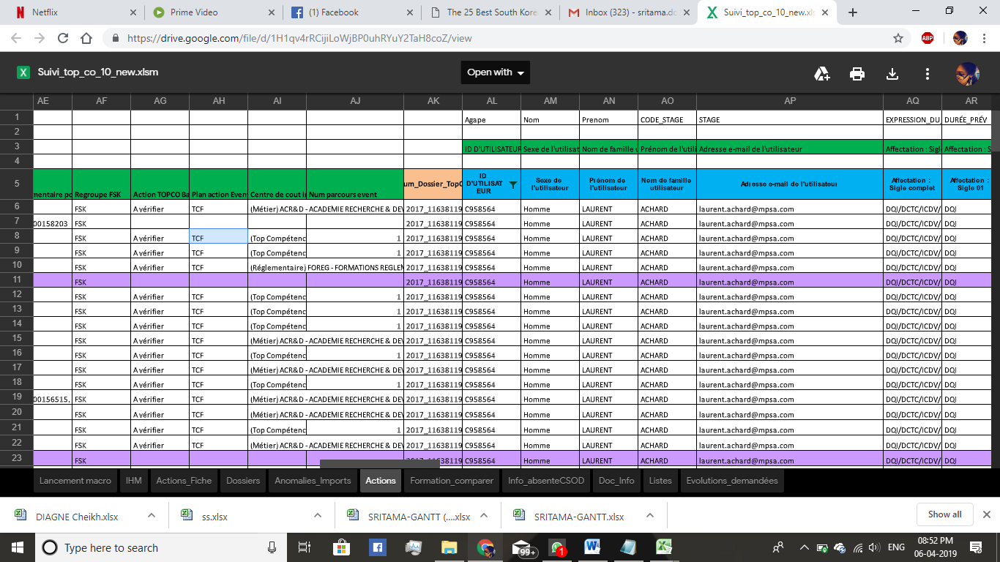 Netflix Prime Video (1) Facebook The 25 Best South Kore Inbox (323) - sritama.dc Suivi_top_co_10_new.xls
https://drive.google.com/file/d/1H1qv4rRCijiLoWjBP0uhRYuY2TaH8coZ/view ABP
X Suivi_top_co_10_new.xlsm Open with
AE AF AG AH AI AJ AK AL AM AN AO AP AQ AR
1 Agape Nom Prenom CODE_STAGE STAGE EXPRESSION_DU_ DURÉE_PRÉV
2
3 ID D'UTILISATEUR Sexe de l'utilisat Nom de famille u Prénom de l'utili Adresse e-mail de l'utilisateur Affectation : Sigle Affectation : S
4
5 mentaire po Regroupe FSK Action TOPCO Ba Plan action Even Centre de cout i Num parcours event um_Dossier_TopC ID D'UTILISATEUR Sexe de l'utilisateur Prénom de l'utilisateur Nom de famille utilisateur Adresse e-mail de l'utilisateur Affectation : Sigle complet Affectation : Sigle 01
6 FSK A vérifier TCF (Métier) ACR&D - ACADEMIE RECHERCHE & DEV 2017_11638119 C958564 Homme LAURENT ACHARD laurent.achard@mpsa.com DQI/DCTC/ICDV/ DQI
7 00158203 FSK 2017_11638119 C958564 Homme LAURENT ACHARD laurent.achard@mpsa.com DQI/DCTC/ICDV/ DQI
8 FSK A vérifier TCF (Top Compétenc 1 2017_11638119 C958564 Homme LAURENT ACHARD laurent.achard@mpsa.com DQI/DCTC/ICDV/ DQI
9 FSK A vérifier TCF (Top Compétenc 1 2017_11638119 C958564 Homme LAURENT ACHARD laurent.achard@mpsa.com DQI/DCTC/ICDV/ DQI
10 FSK A vérifier TCF (Réglementaire) FOREG - FORMATIONS REGLEM 2017_11638119 C958564 Homme LAURENT ACHARD laurent.achard@mpsa.com DQI/DCTC/ICDV/ DQI
11 FSK 2017_11638119 C958564 Homme LAURENT ACHARD laurent.achard@mpsa.com DQI/DCTC/ICDV/ DQI
12 FSK A vérifier TCF (Top Compétenc 1 2017_11638119 C958564 Homme LAURENT ACHARD laurent.achard@mpsa.com DQI/DCTC/ICDV/ DQI
13 FSK A vérifier TCF (Top Compétenc 1 2017_11638119 C958564 Homme LAURENT ACHARD laurent.achard@mpsa.com DQI/DCTC/ICDV/ DQI
14 FSK A vérifier TCF (Top Compétenc 1 2017_11638119 C958564 Homme LAURENT ACHARD laurent.achard@mpsa.com DQI/DCTC/ICDV/ DQI
15 FSK A vérifier TCF (Métier) ACR&D - ACADEMIE RECHERCHE & DEV 2017_11638119 C958564 Homme LAURENT ACHARD laurent.achard@mpsa.com DQI/DCTC/ICDV/ DQI
16 FSK A vérifier TCF (Top Compétenc 1 2017_11638119 C958564 Homme LAURENT ACHARD laurent.achard@mpsa.com DQI/DCTC/ICDV/ DQI
17 FSK A vérifier TCF (Métier) ACR&D - ACADEMIE RECHERCHE & DEV 2017_11638119 C958564 Homme LAURENT ACHARD laurent.achard@mpsa.com DQI/DCTC/ICDV/ DQI
18 FSK A vérifier TCF (Top Compétenc 1 2017_11638119 C958564 Homme LAURENT ACHARD laurent.achard@mpsa.com DQI/DCTC/ICDV/ DQI
19 00156515, FSK A vérifier TCF (Métier) ACR&D - ACADEMIE RECHERCHE & DEV 2017_11638119 C958564 Homme LAURENT ACHARD laurent.achard@mpsa.com DQI/DCTC/ICDV/ DQI
20 FSK A vérifier TCF (Métier) ACR&D - ACADEMIE RECHERCHE & DEV 2017_11638119 C958564 Homme LAURENT ACHARD laurent.achard@mpsa.com DQI/DCTC/ICDV/ DQI
21 FSK A vérifier TCF (Top Compétenc 1 2017_11638119 C958564 Homme LAURENT ACHARD laurent.achard@mpsa.com DQI/DCTC/ICDV/ DQI
22 FSK A vérifier TCF (Métier) ACR&D - ACADEMIE RECHERCHE & DEV 2017_11638119 C958564 Homme LAURENT ACHARD laurent.achard@mpsa.com DQI/DCTC/ICDV/ DQI
23 FSK 2017_11638119 C958564 Homme LAURENT ACHARD laurent.achard@mpsa.com DQI/DCTC/ICDV/ DQI
Lancement macro IHM Actions_Fiche Dossiers Anomalies_Imports Actions Formation_comparer Info_absenteCSOD Doc_Info Listes Evolutions_demandées
DIAGNE Cheikh.xlsx ss.xlsx SRITAMA-GANTT (....xlsx SRITAMA-GANTT.xlsx Show all
Type here to search 99+ 1 ENG 08:52 PM
06-04-2019